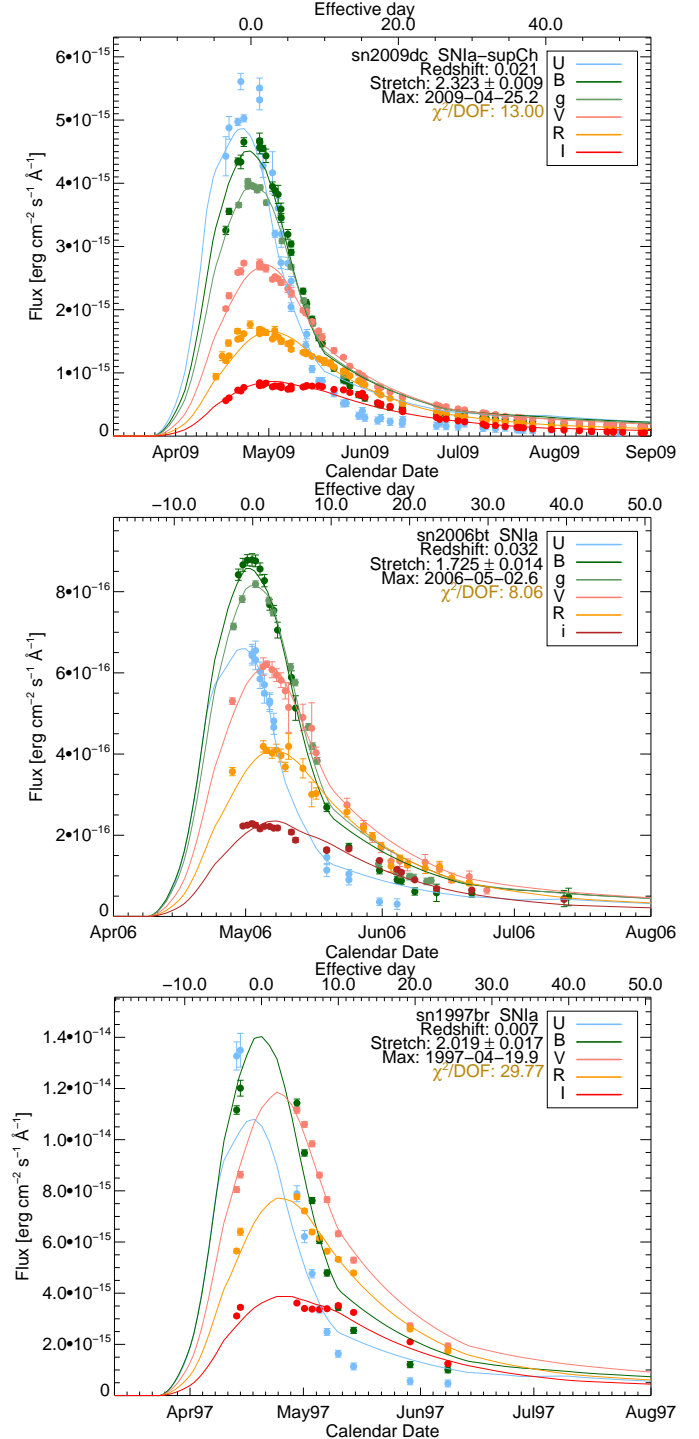 Effective day
0.0 20.0 40.0
sn2009dc SNIa-supCh
Redshift: 0.021
Stretch: 2.323 ± 0.009
Max: 2009-04-25.2
χ²/DOF: 13.00
U
B
g
V
R
I
6•10⁻¹⁵
5•10⁻¹⁵
4•10⁻¹⁵
3•10⁻¹⁵
2•10⁻¹⁵
1•10⁻¹⁵
0
Flux [erg cm⁻² s⁻¹ Å⁻¹]
Apr09 May09 Jun09 Jul09 Aug09 Sep09
Calendar Date
Effective day
−10.0 0.0 10.0 20.0 30.0 40.0 50.0
sn2006bt SNIa
Redshift: 0.032
Stretch: 1.725 ± 0.014
Max: 2006-05-02.6
χ²/DOF: 8.06
U
B
g
V
R
i
8•10⁻¹⁶
6•10⁻¹⁶
4•10⁻¹⁶
2•10⁻¹⁶
0
Flux [erg cm⁻² s⁻¹ Å⁻¹]
Apr06 May06 Jun06 Jul06 Aug06
Calendar Date
Effective day
−10.0 0.0 10.0 20.0 30.0 40.0 50.0
sn1997br SNIa
Redshift: 0.007
Stretch: 2.019 ± 0.017
Max: 1997-04-19.9
χ²/DOF: 29.77
U
B
V
R
I
1.4•10⁻¹⁴
1.2•10⁻¹⁴
1.0•10⁻¹⁴
8.0•10⁻¹⁵
6.0•10⁻¹⁵
4.0•10⁻¹⁵
2.0•10⁻¹⁵
0
Flux [erg cm⁻² s⁻¹ Å⁻¹]
Apr97 May97 Jun97 Jul97 Aug97
Calendar Date